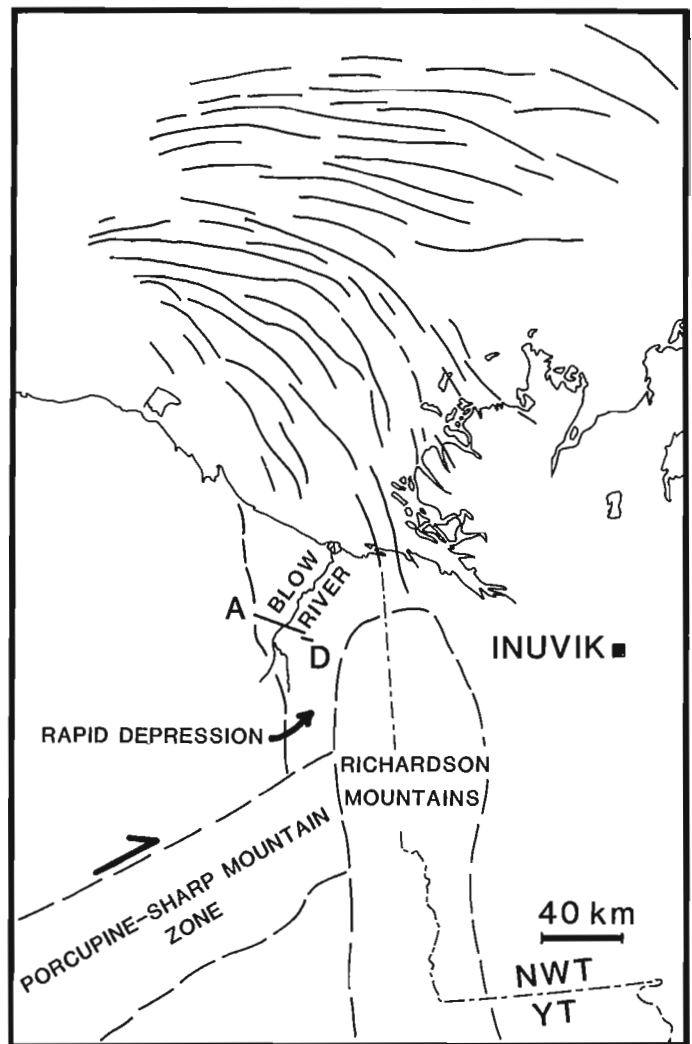 BLOW
RIVER
A
D
INUVIK
RAPID DEPRESSION
RICHARDSON
MOUNTAINS
PORCUPINE-SHARP MOUNTAIN
ZONE
40 km
NWT
YT